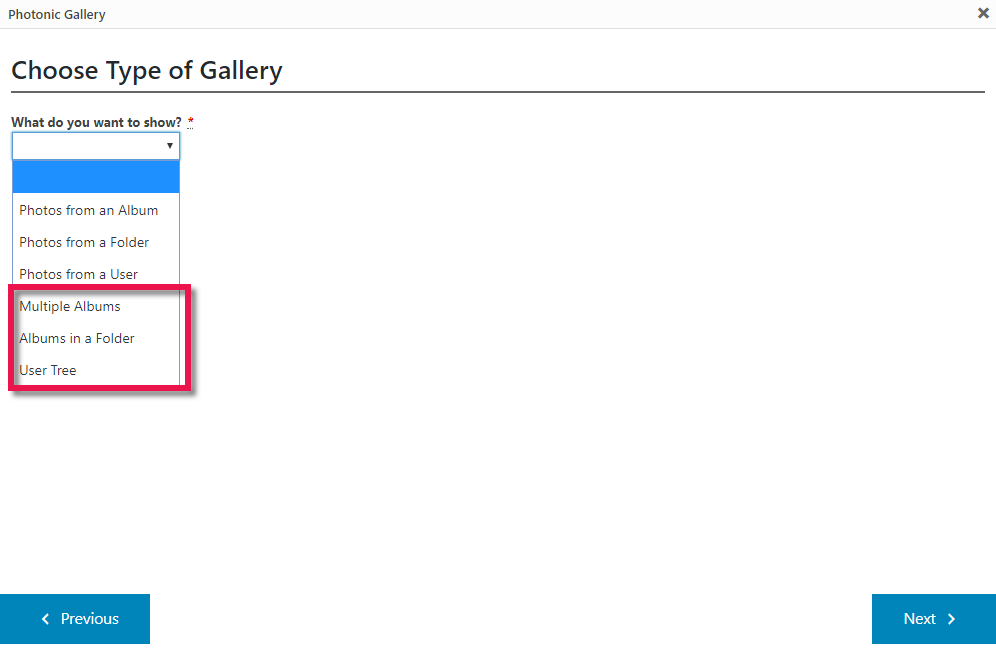 Photonic Gallery
Choose Type of Gallery
What do you want to show? *
Photos from an Album
Photos from a Folder
Photos from a User
Multiple Albums
Albums in a Folder
User Tree
Previous
Next